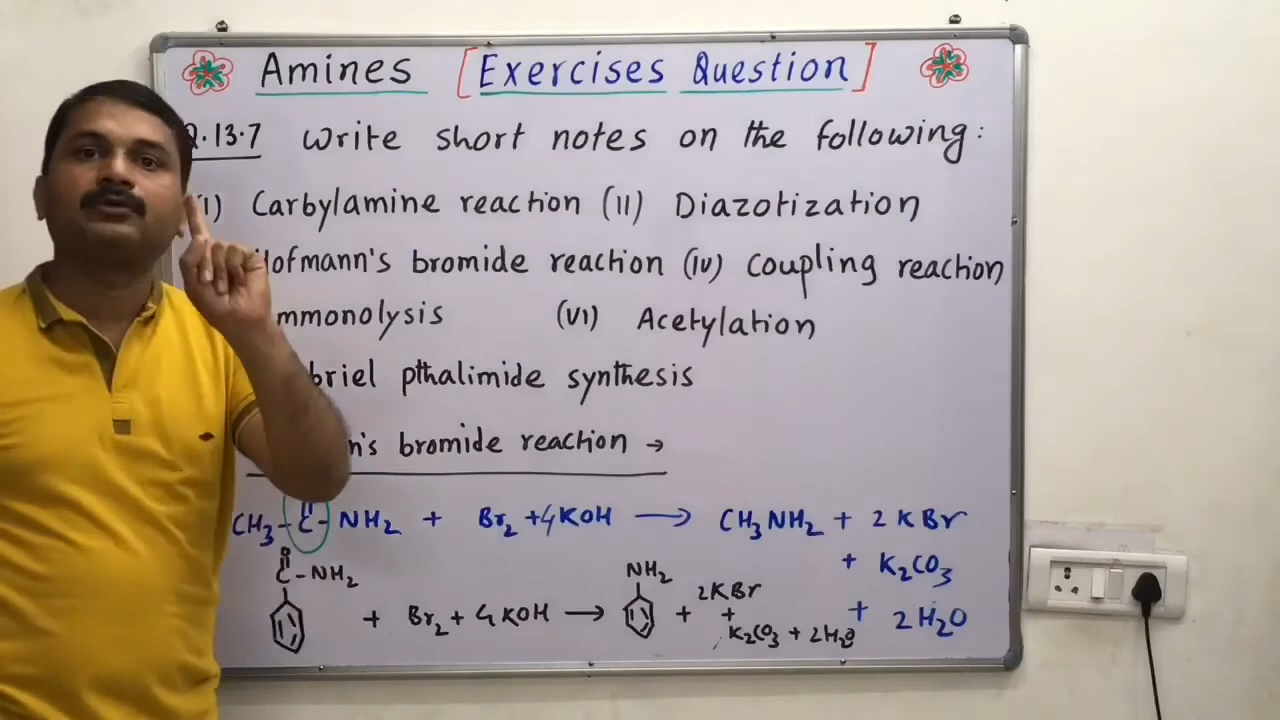 Amines [Exercises Question]
Q.13.7 Write short notes on the following:
(I) Carbylamine reaction (II) Diazotization
Hofmann's bromide reaction (IV) Coupling reaction
mmonolysis (VI) Acetylation
briel pthalimide synthesis
n's bromide reaction →
CH₃-C-NH₂ + Br₂ + 4KOH → CH₃NH₂ + 2KBr
+ K₂CO₃
+ 2H₂O
O
C-NH₂ + Br₂ + 4KOH → NH₂ + 2KBr
+
K₂CO₃ + 2H₂O